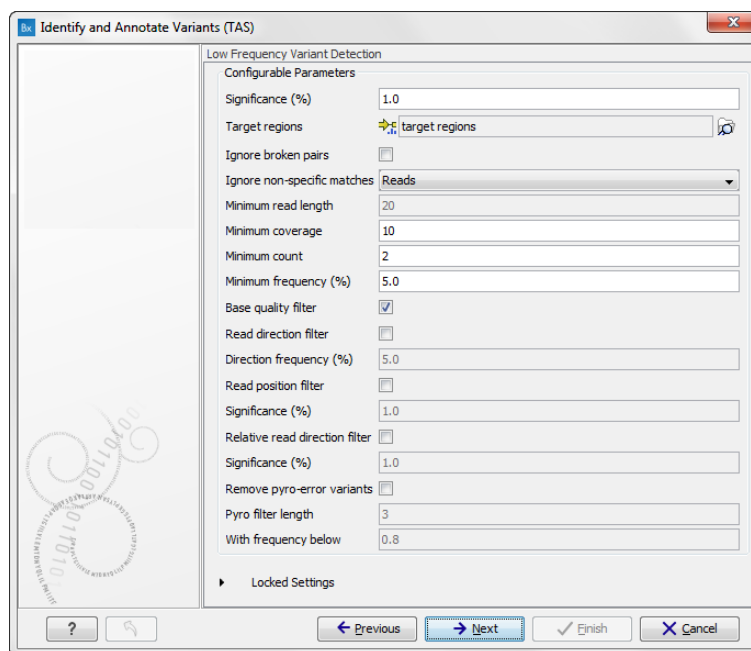 Bx Identify and Annotate Variants (TAS)
Low Frequency Variant Detection
Configurable Parameters
Significance (%) 1.0
Target regions target regions
Ignore broken pairs
Ignore non-specific matches Reads
Minimum read length 20
Minimum coverage 10
Minimum count 2
Minimum frequency (%) 5.0
Base quality filter
Read direction filter
Direction frequency (%) 5.0
Read position filter
Significance (%) 1.0
Relative read direction filter
Significance (%) 1.0
Remove pyro-error variants
Pyro filter length 3
With frequency below 0.8
Locked Settings
? Previous Next Finish Cancel